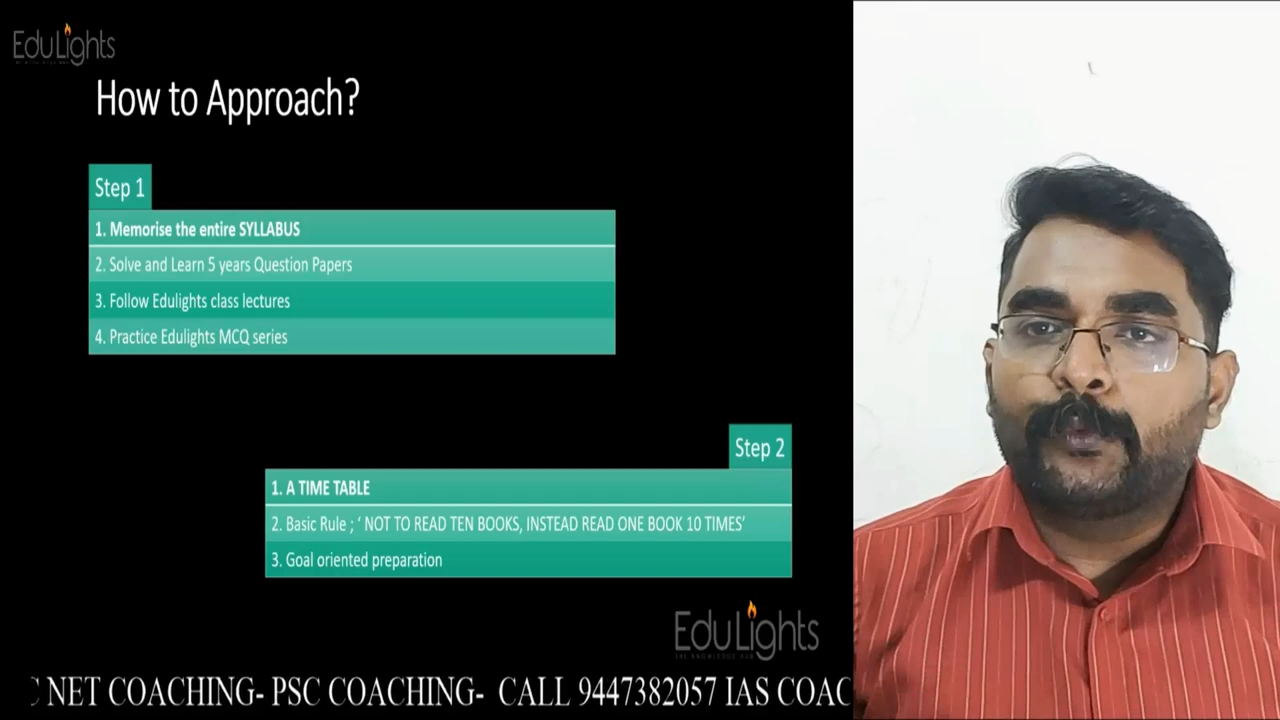 EduLights
How to Approach?
Step 1
1. Memorise the entire SYLLABUS
2. Solve and Learn 5 years Question Papers
3. Follow Edulights class lectures
4. Practice Edulights MCQ series
Step 2
1. A TIME TABLE
2. Basic Rule ; ‘ NOT TO READ TEN BOOKS, INSTEAD READ ONE BOOK 10 TIMES’
3. Goal oriented preparation
EduLights
THE KNOWLEDGE HUB
NET COACHING- PSC COACHING- CALL 9447382057 IAS COAC